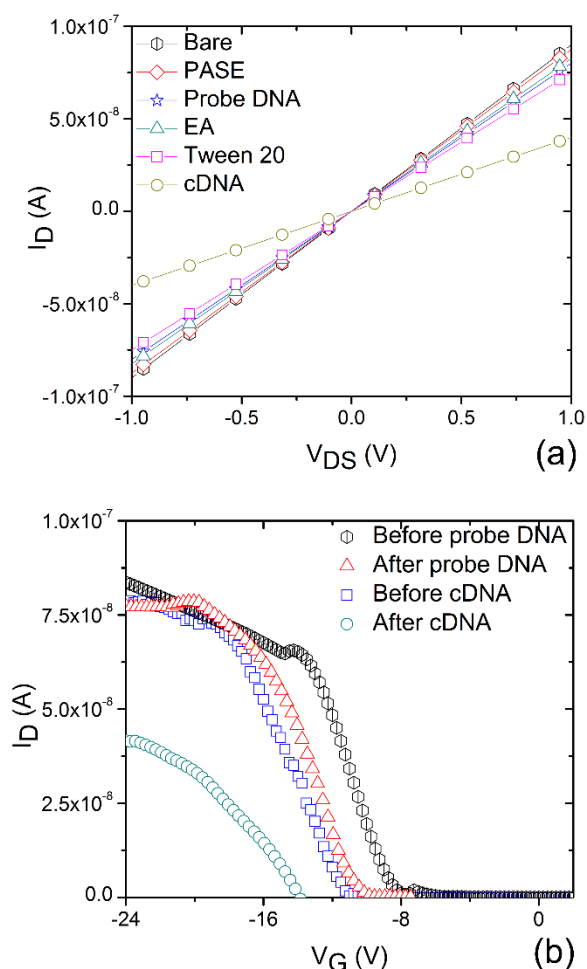 1.0x10⁻⁷
Bare
PASE
Probe DNA
EA
Tween 20
cDNA
5.0x10⁻⁸
0.0
-5.0x10⁻⁸
-1.0x10⁻⁷
I_D (A)
-1.0 -0.5 0.0 0.5 1.0
V_DS (V)
(a)
1.0x10⁻⁷
Before probe DNA
After probe DNA
Before cDNA
After cDNA
7.5x10⁻⁸
5.0x10⁻⁸
2.5x10⁻⁸
0.0
I_D (A)
-24 -16 -8 0
V_G (V)
(b)